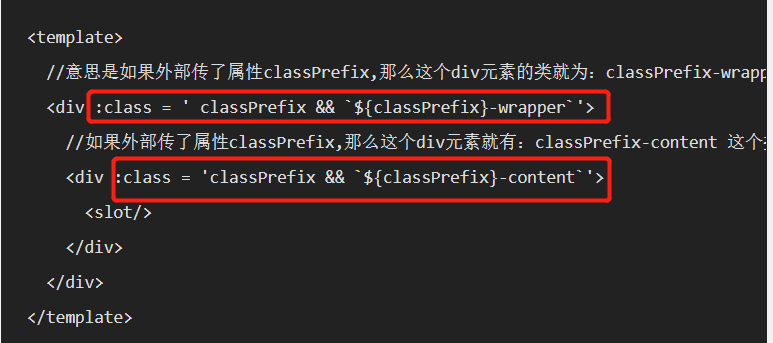 <template>
//意思是如果外部传了属性classPrefix,那么这个div元素的类就为：classPrefix-wrapp
<div :class = ' classPrefix && `${classPrefix}-wrapper`'>
//如果外部传了属性classPrefix,那么这个div元素就有：classPrefix-content 这个
<div :class = 'classPrefix && `${classPrefix}-content`'>
<slot/>
</div>
</div>
</template>